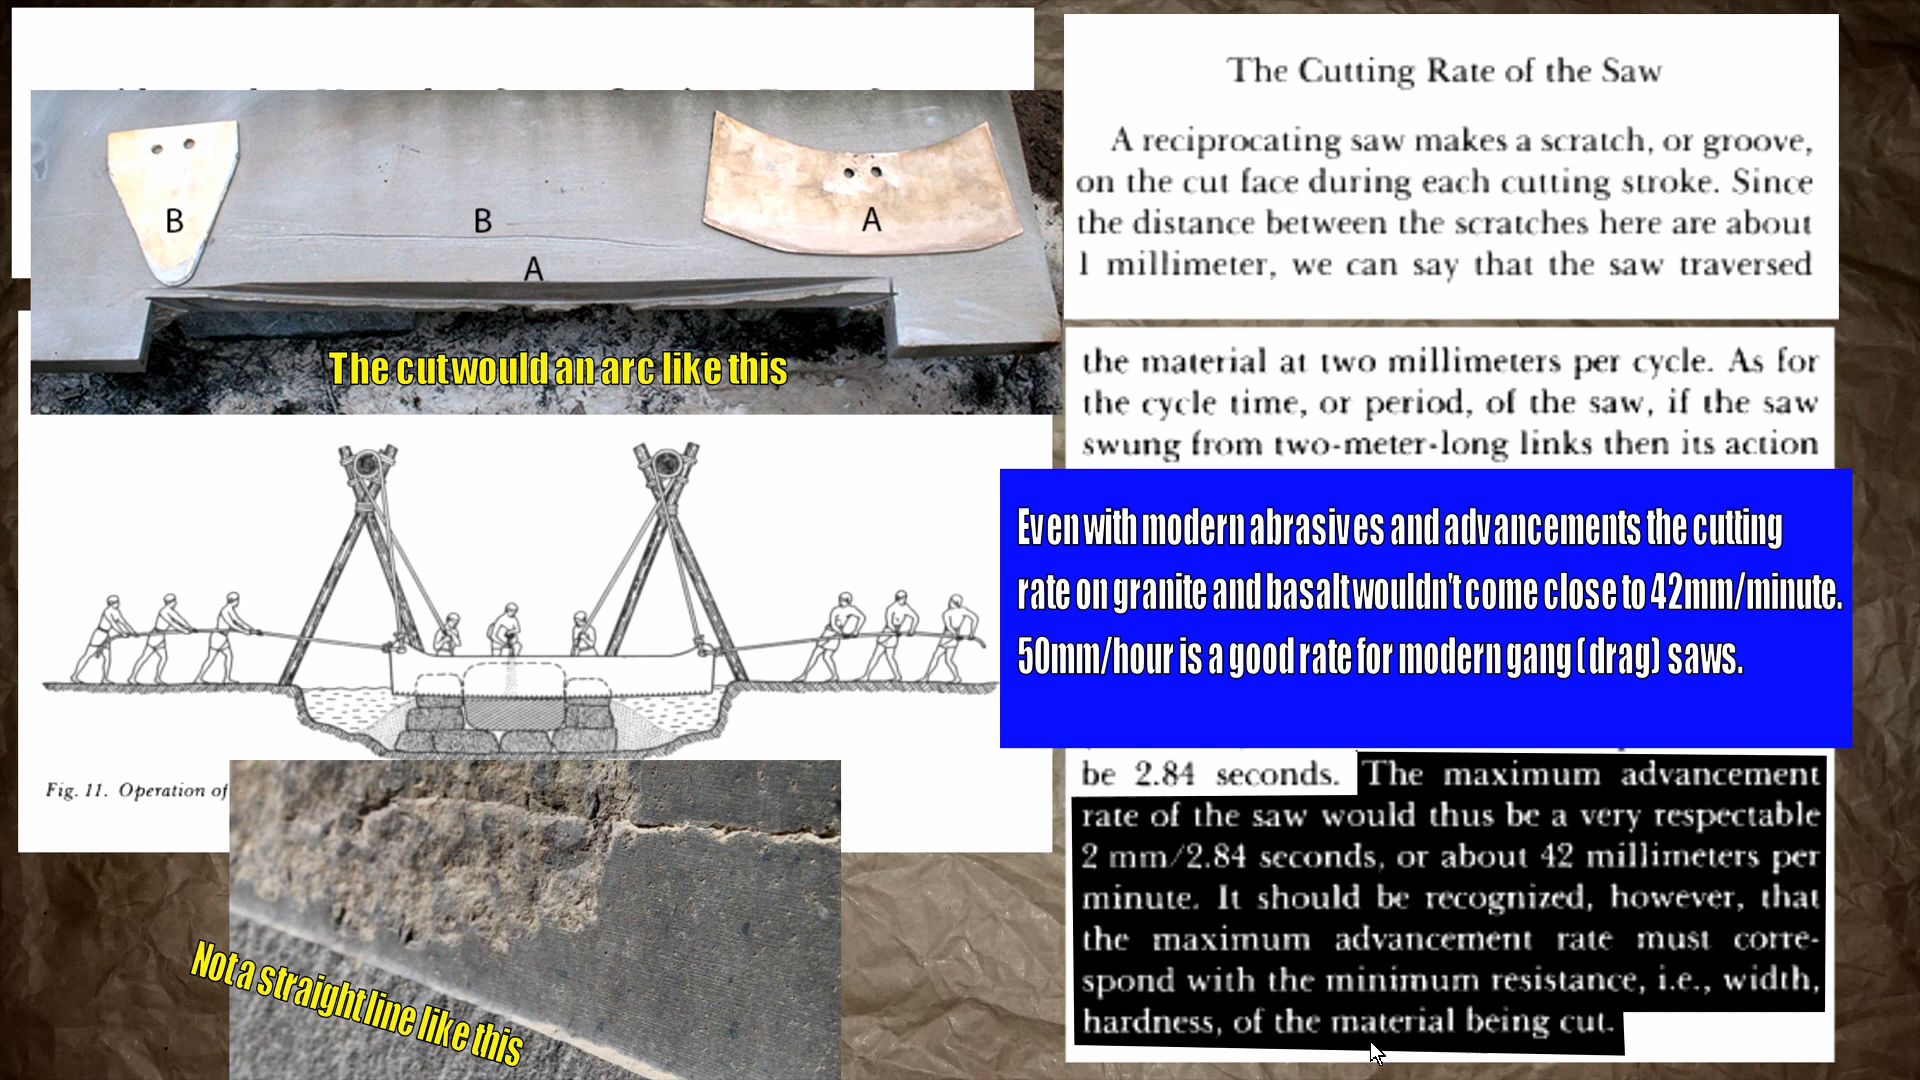 B
B
A
A
The cut would an arc like this
Fig. 11. Operation of
Not a straight line like this
The Cutting Rate of the Saw
A reciprocating saw makes a scratch, or groove,
on the cut face during each cutting stroke. Since
the distance between the scratches here are about
1 millimeter, we can say that the saw traversed
the material at two millimeters per cycle. As for
the cycle time, or period, of the saw, if the saw
swung from two-meter-long links then its action
Even with modern abrasives and advancements the cutting
rate on granite and basalt wouldn't come close to 42mm/minute.
50mm/hour is a good rate for modern gang (drag) saws.
be 2.84 seconds. The maximum advancement
rate of the saw would thus be a very respectable
2 mm/2.84 seconds, or about 42 millimeters per
minute. It should be recognized, however, that
the maximum advancement rate must corre-
spond with the minimum resistance, i.e., width,
hardness, of the material being cut.